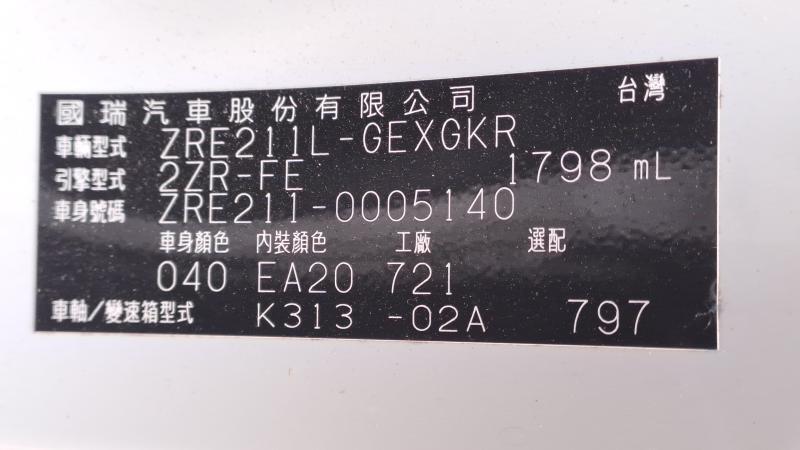 國瑞汽車股份有限公司 台灣
車輛型式 ZRE211L-GEXGKR
引擎型式 2ZR-FE 1798 mL
車身號碼 ZRE211-0005140
車身顏色 內裝顏色 工廠 選配
040 EA20 721
車軸/變速箱型式 K313 -02A 797